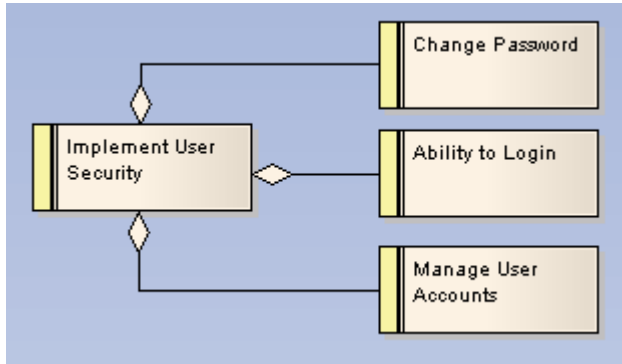 Change Password
Implement User
Security
Ability to Login
Manage User
Accounts